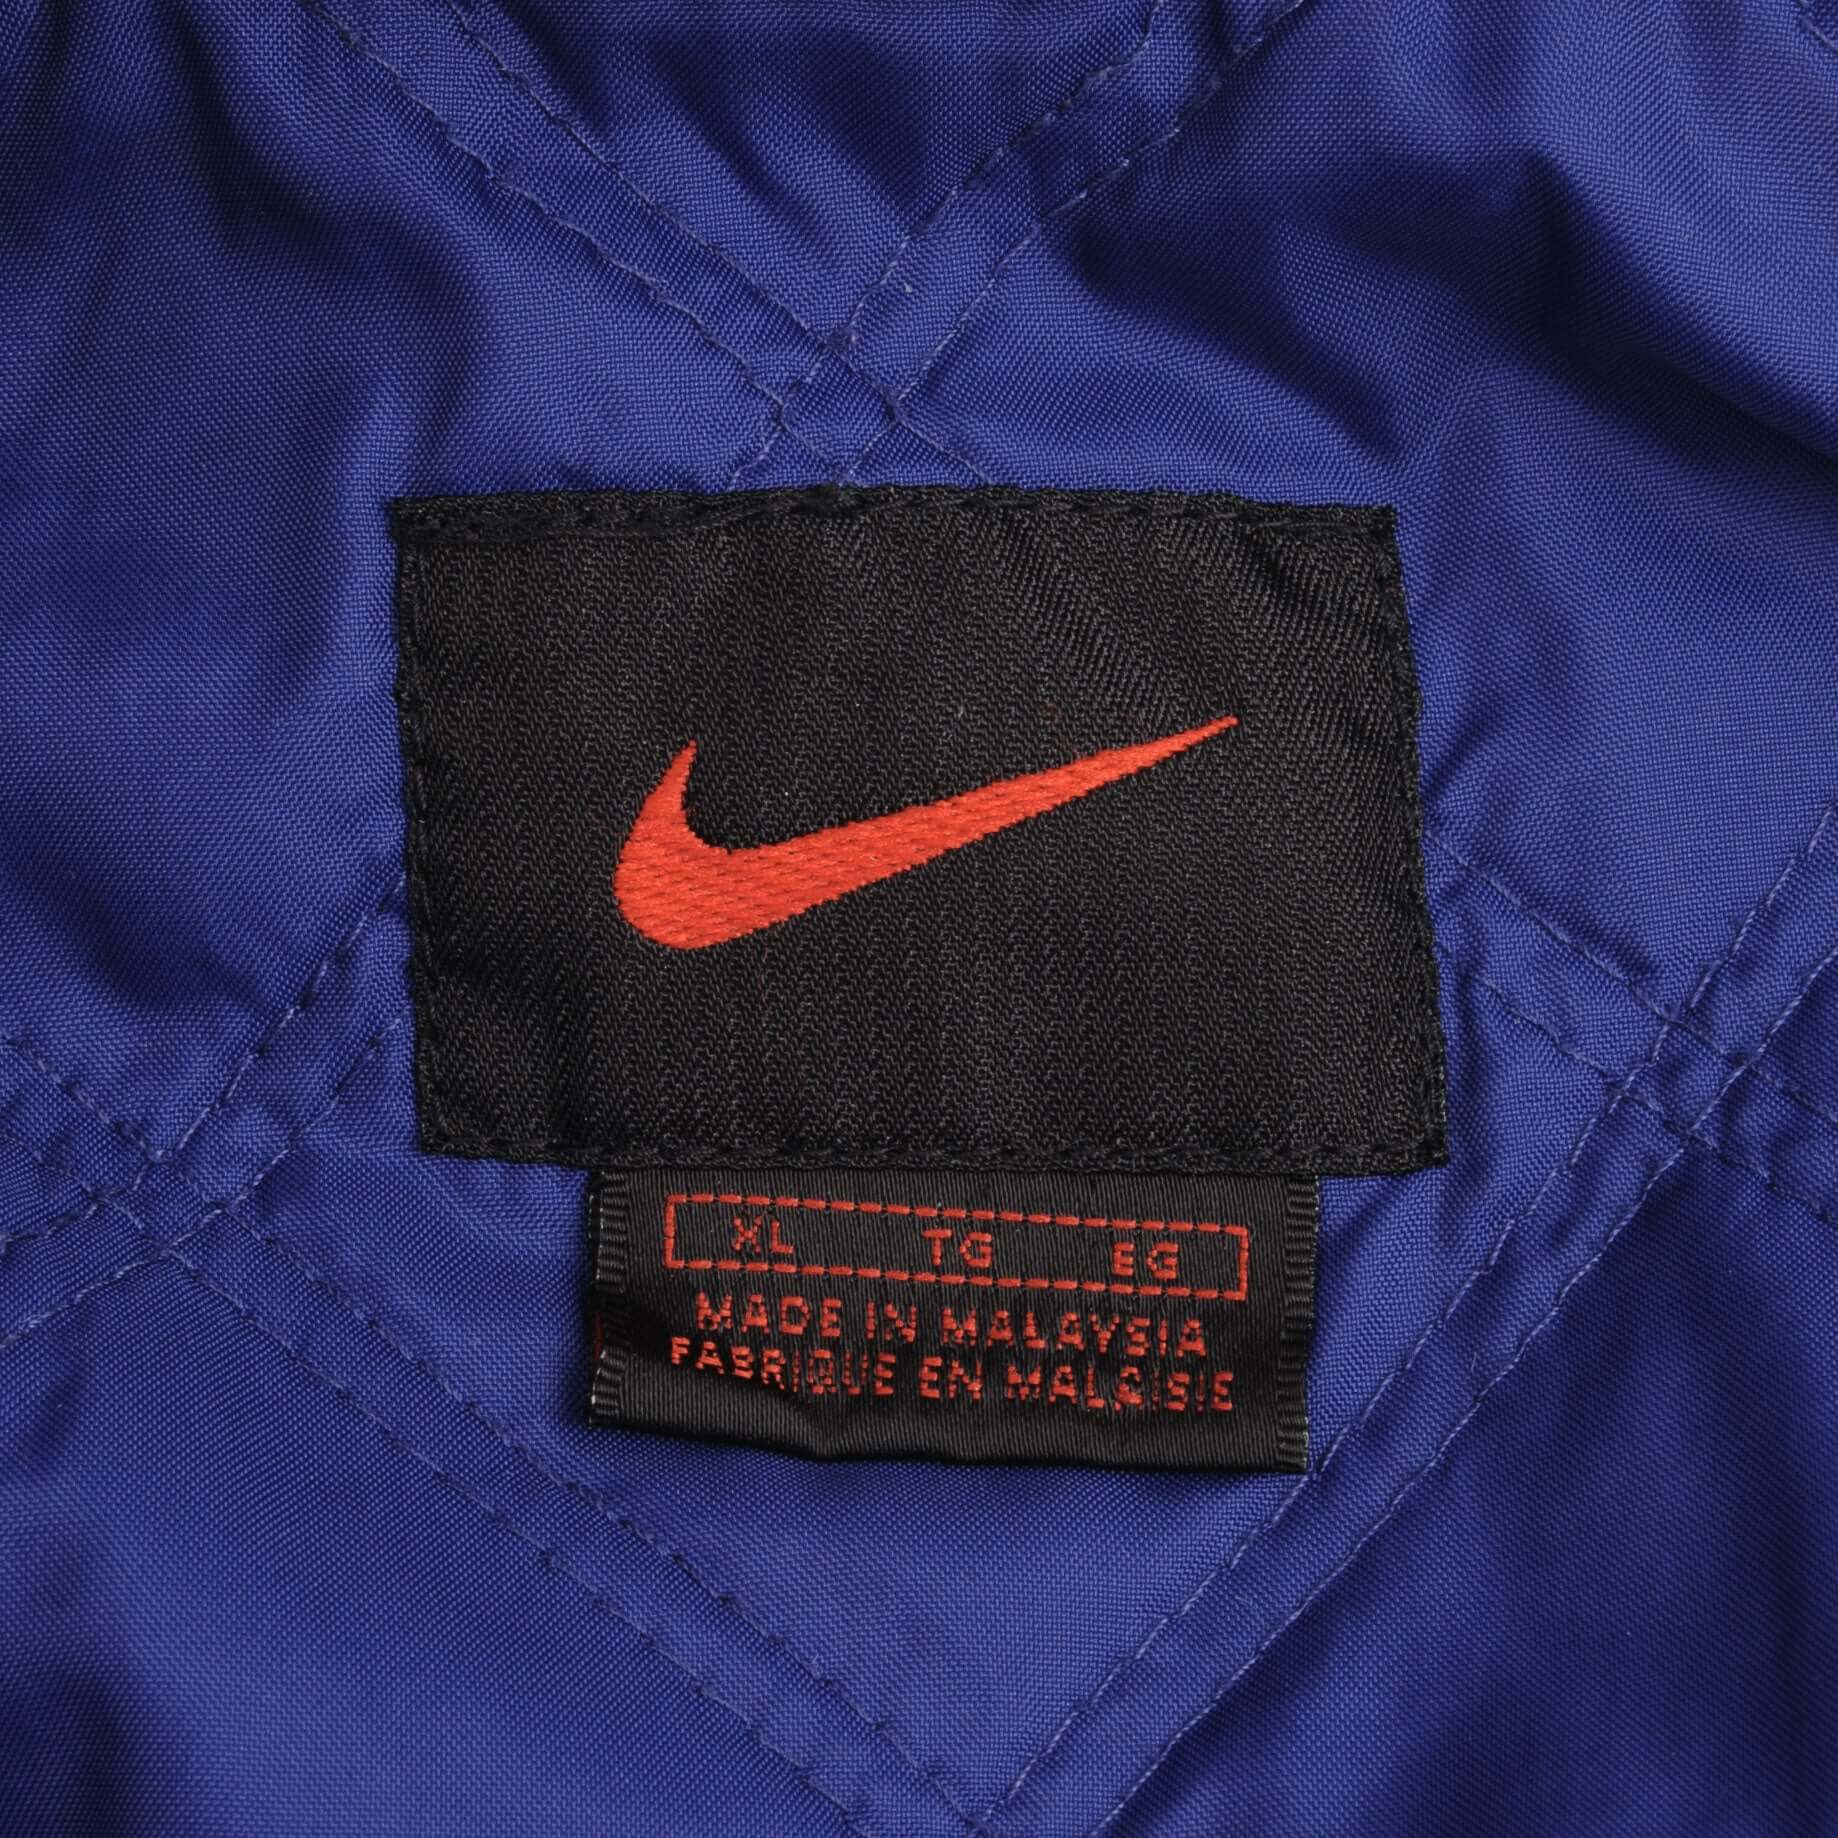 XL TG EG
MADE IN MALAYSIA
FABRIQUE EN MALAISIE